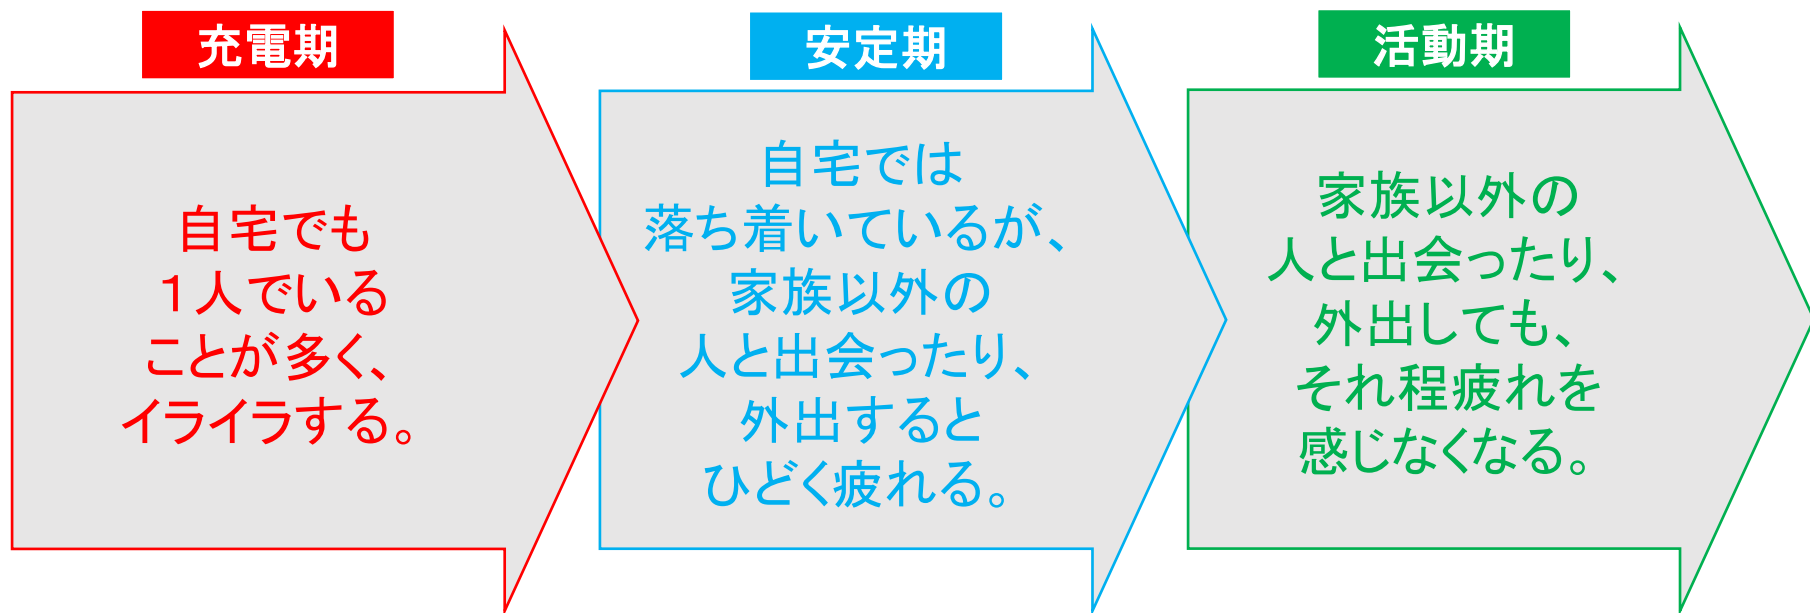 充電期
自宅でも
１人でいる
ことが多く、
イライラする。
安定期
自宅では
落ち着いているが、
家族以外の
人と出会ったり、
外出すると
ひどく疲れる。
活動期
家族以外の
人と出会ったり、
外出しても、
それ程疲れを
感じなくなる。